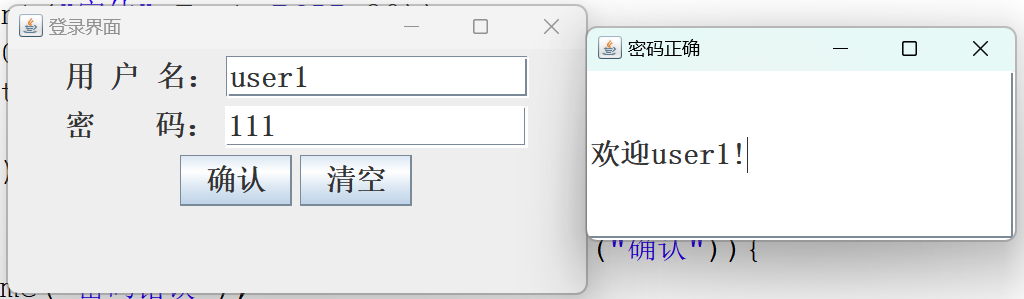 登录界面
用 户 名： user1
密 码： 111
确认 清空
密码正确
欢迎user1!
("确认")){